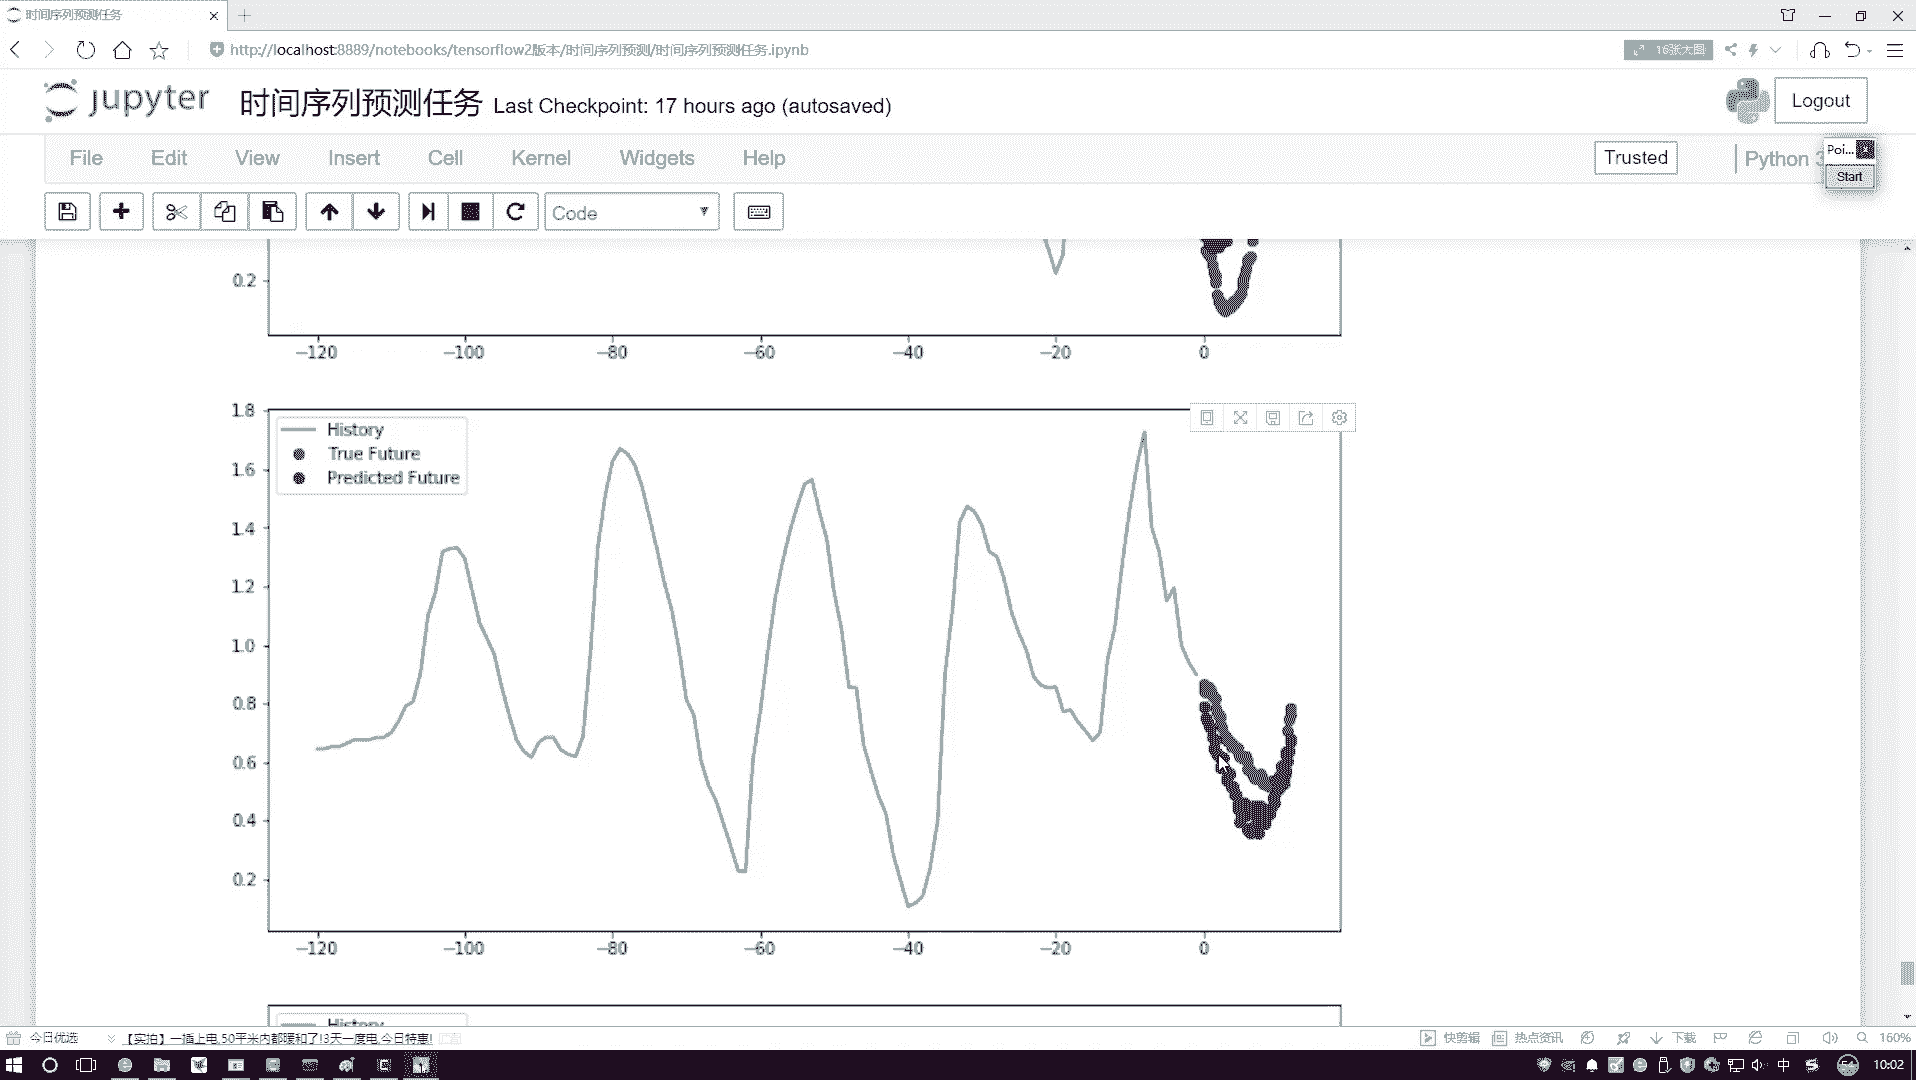 时间序列预测任务
http://localhost:8889/notebooks/tensorflow2版本/时间序列预测/时间序列预测任务.ipynb
16张大图
jupyter 时间序列预测任务 Last Checkpoint: 17 hours ago (autosaved)
Logout
File Edit View Insert Cell Kernel Widgets Help
Trusted
Python 3
Poi...
Start
Code
0.2
−120 −100 −80 −60 −40 −20 0
1.8
History
True Future
1.6
Predicted Future
1.4
1.2
1.0
0.8
0.6
0.4
0.2
−120 −100 −80 −60 −40 −20 0
History
今日优选
【实拍】一插上电,50平米内都暖和了!3天一度电,今日特惠!
快剪辑
热点资讯
下载
160%
中
54
10:02